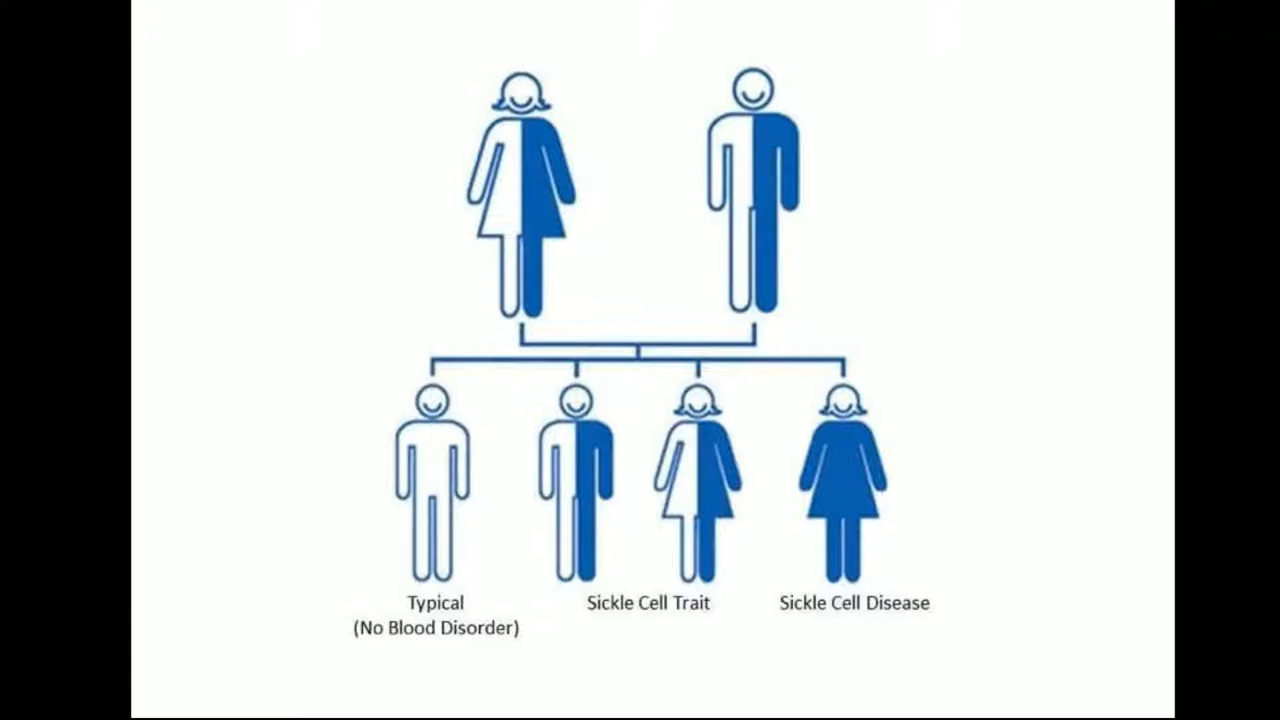 Typical
(No Blood Disorder)
Sickle Cell Trait
Sickle Cell Disease